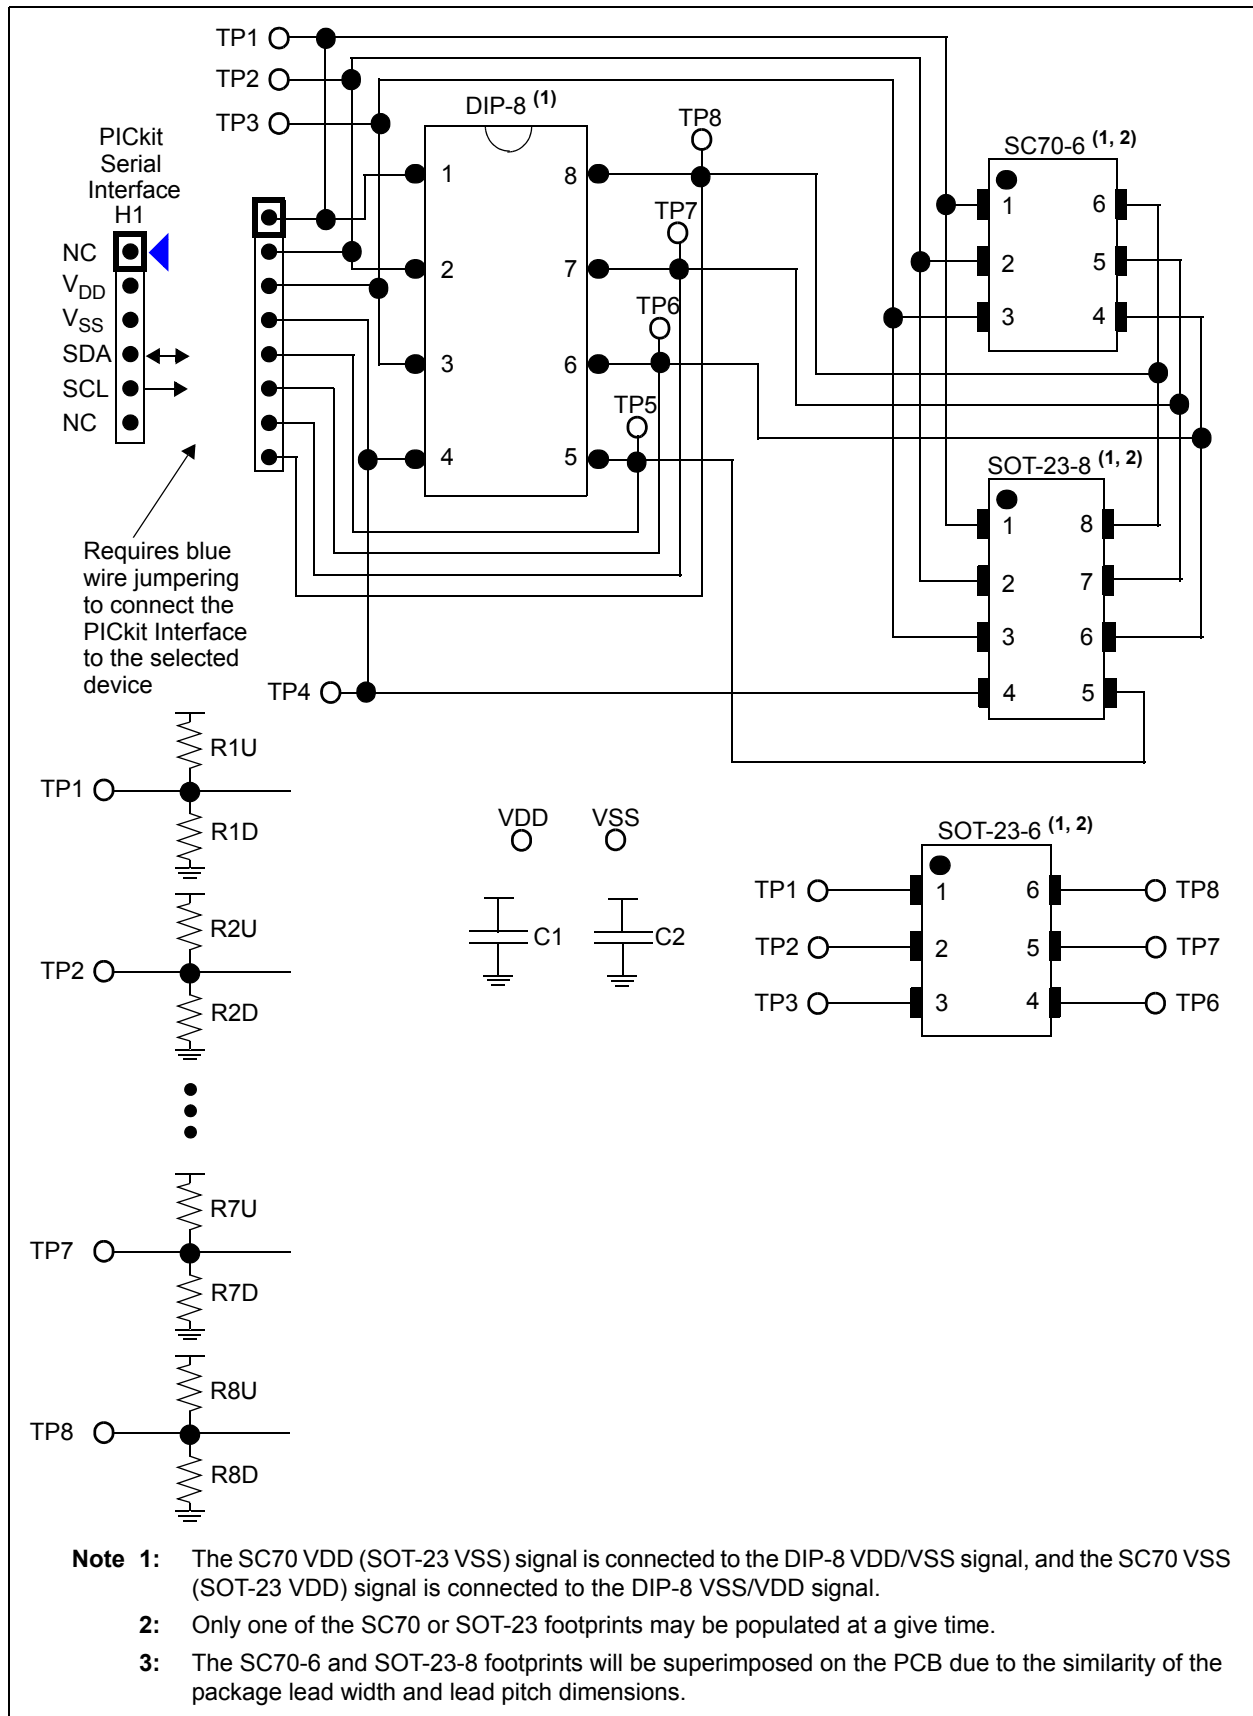 TP1
TP2
TP3
DIP-8 (1)
TP8
SC70-6 (1, 2)
PICkit
Serial
Interface
H1
NC
VDD
VSS
SDA
SCL
NC
1
2
3
4
8
7
6
5
TP7
TP6
TP5
1
2
3
6
5
4
SOT-23-8 (1, 2)
1
2
3
4
8
7
6
5
Requires blue
wire jumpering
to connect the
PICkit Interface
to the selected
device
TP4
R1U
TP1
R1D
R2U
TP2
R2D
R7U
TP7
R7D
R8U
TP8
R8D
VDD
VSS
C1
C2
SOT-23-6 (1, 2)
TP1
1
6
TP8
TP2
2
5
TP7
TP3
3
4
TP6
Note 1: The SC70 VDD (SOT-23 VSS) signal is connected to the DIP-8 VDD/VSS signal, and the SC70 VSS
(SOT-23 VDD) signal is connected to the DIP-8 VSS/VDD signal.
2: Only one of the SC70 or SOT-23 footprints may be populated at a give time.
3: The SC70-6 and SOT-23-8 footprints will be superimposed on the PCB due to the similarity of the
package lead width and lead pitch dimensions.